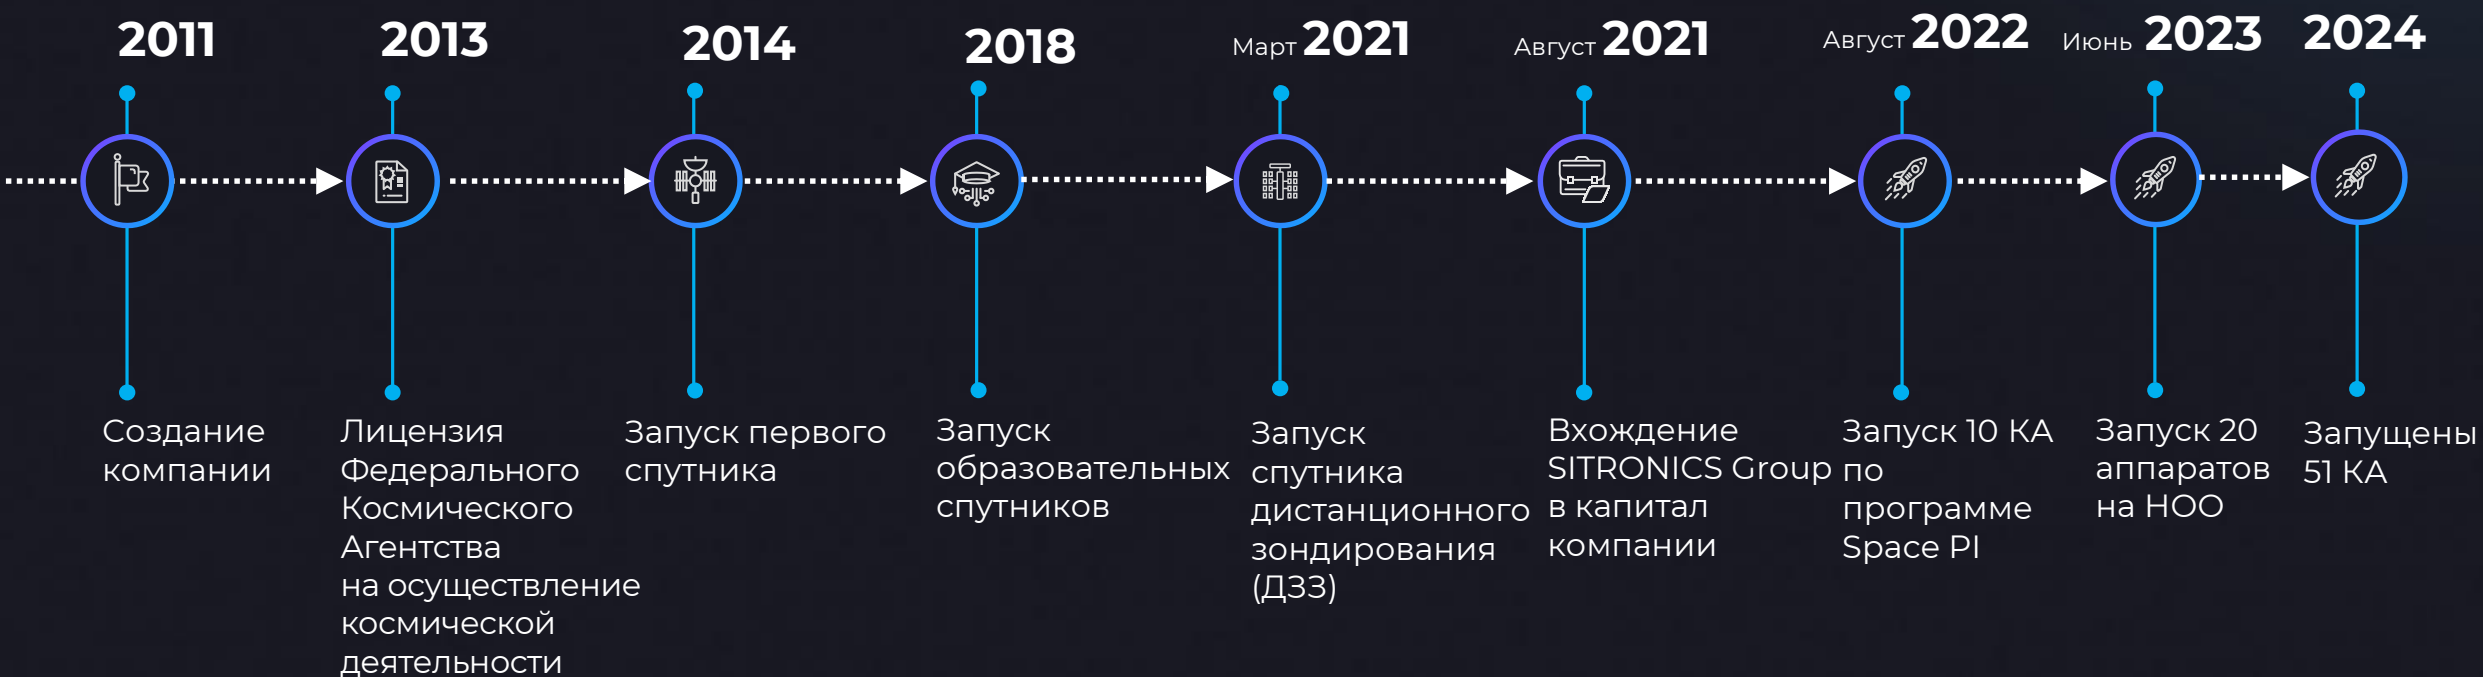 2011
2013
2014
2018
Март 2021
Август 2021
Август 2022
Июнь 2023
2024
Создание
компании
Лицензия
Федерального
Космического
Агентства
на осуществление
космической
деятельности
Запуск первого
спутника
Запуск
образовательных
спутников
Запуск
спутника
дистанционного
зондирования
(ДЗЗ)
Вхождение
SITRONICS Group
в капитал
компании
Запуск 10 КА
по
программе
Space PI
Запуск 20
аппаратов
на НОО
Запущены
51 КА